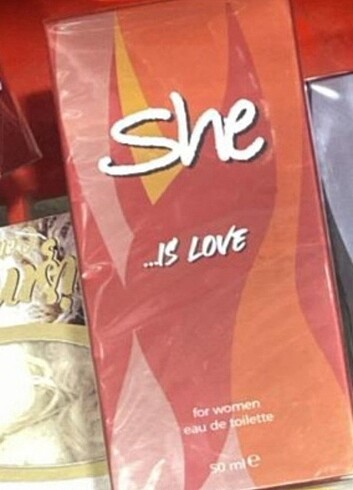 She
...IS LOVE
for women
eau de toilette
50 ml ℮